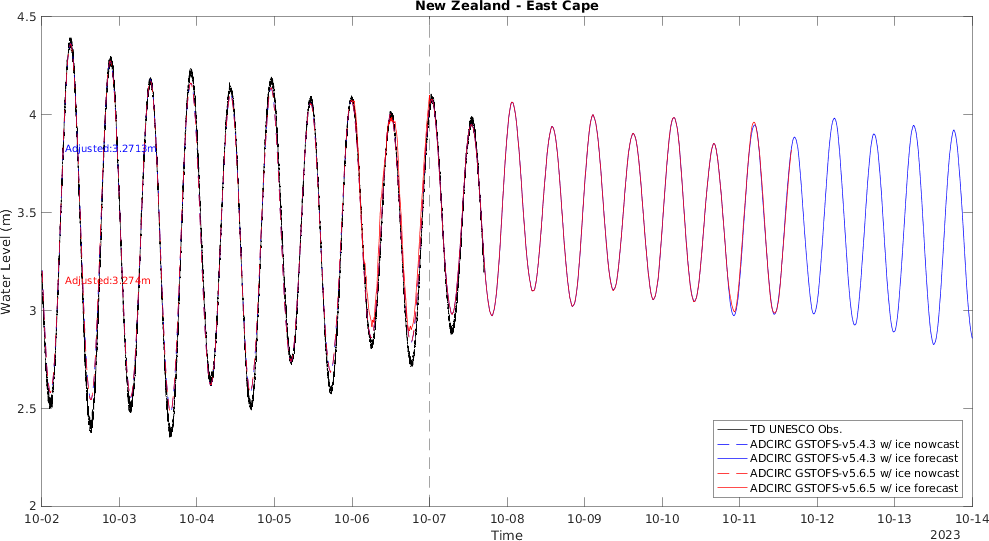 New Zealand - East Cape
4.5
4
3.5
3
2.5
2
Water Level (m)
Adjusted:3.2713m
Adjusted:3.274m
TD UNESCO Obs.
ADCIRC GSTOFS-v5.4.3 w/ ice nowcast
ADCIRC GSTOFS-v5.4.3 w/ ice forecast
ADCIRC GSTOFS-v5.6.5 w/ ice nowcast
ADCIRC GSTOFS-v5.6.5 w/ ice forecast
10-02 10-03 10-04 10-05 10-06 10-07 10-08 10-09 10-10 10-11 10-12 10-13 10-14
Time
2023